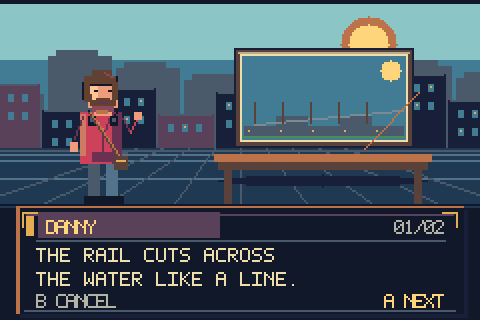 DANNY
01/02
THE RAIL CUTS ACROSS
THE WATER LIKE A LINE.
B CANCEL
A NEXT